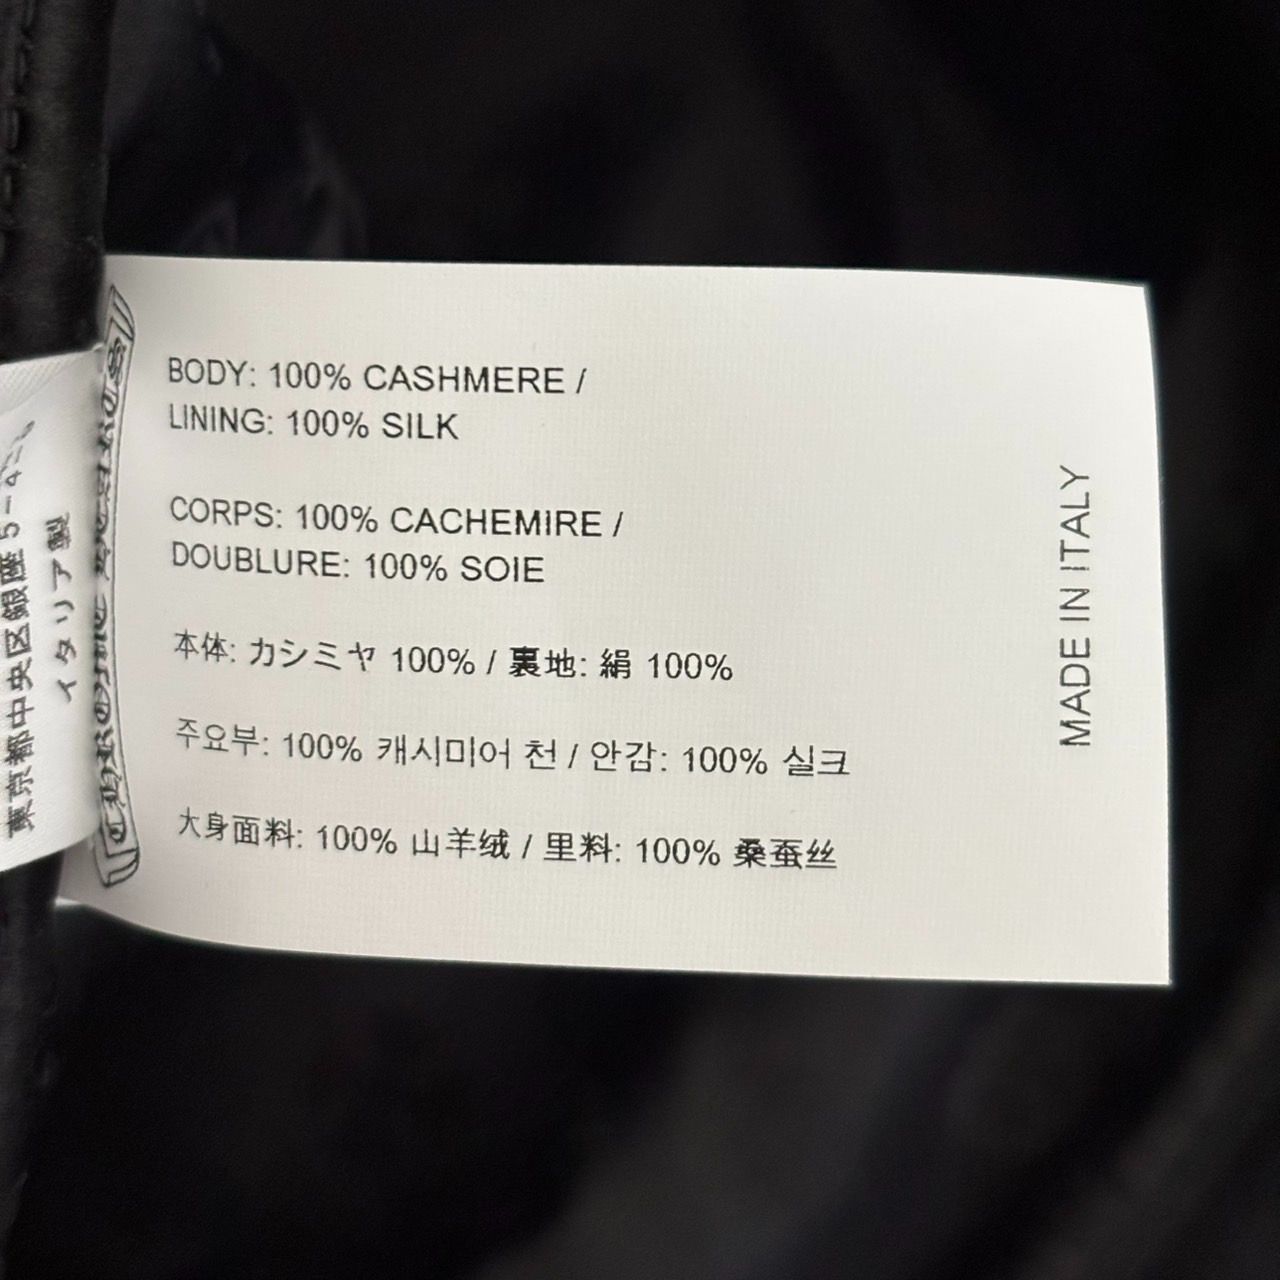 BODY: 100% CASHMERE /
LINING: 100% SILK
CORPS: 100% CACHEMIRE /
DOUBLURE: 100% SOIE
本体: カシミヤ 100% / 裏地: 絹 100%
주요부: 100% 캐시미어 천 / 안감: 100% 실크
大身面料: 100% 山羊绒 / 里料: 100% 桑蚕丝
MADE IN ITALY
東京都中央区銀座5-4-
イタリア製